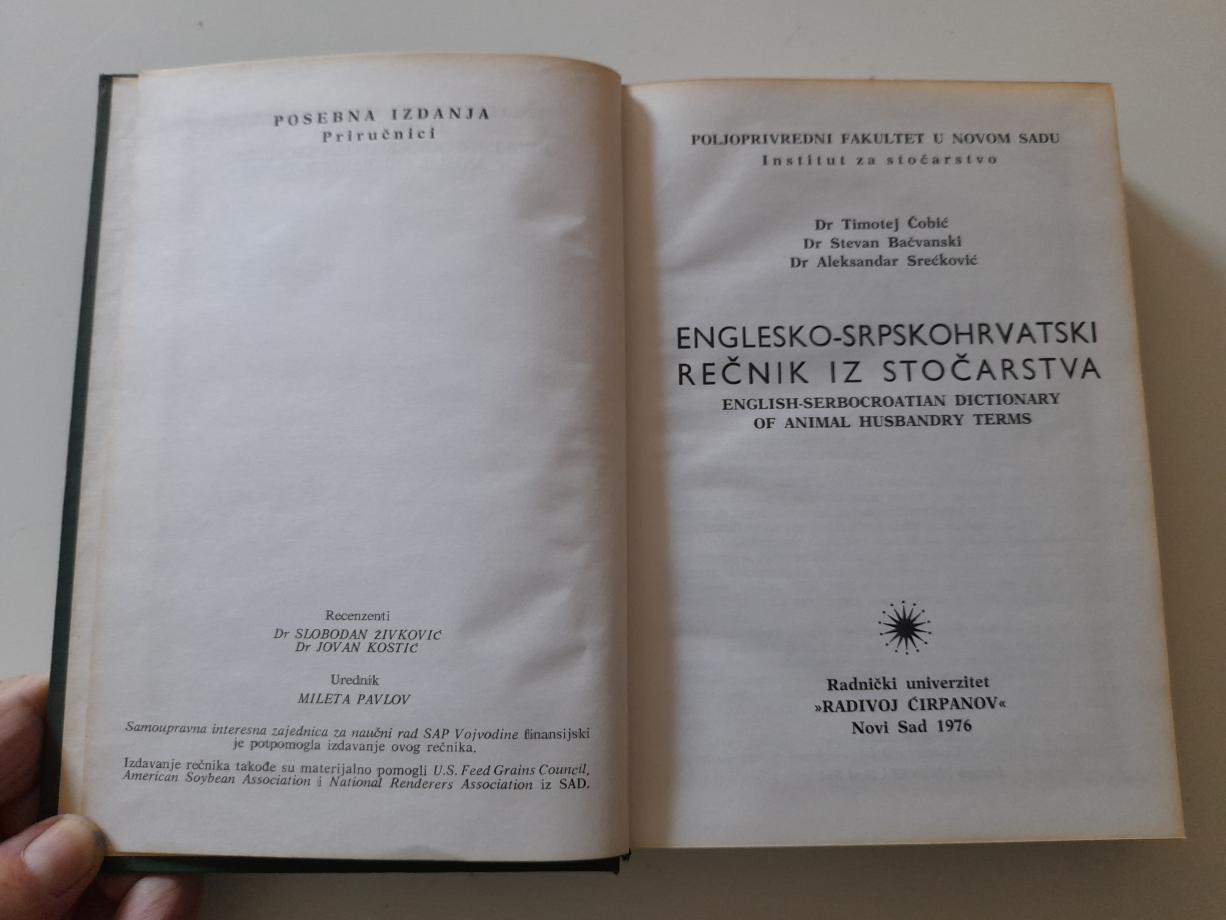 POSEBNA IZDANJA
Priručnici
Recenzenti
Dr SLOBODAN ŽIVKOVIĆ
Dr JOVAN KOSTIĆ
Urednik
MILETA PAVLOV
Samoupravna interesna zajednica za naučni rad SAP Vojvodine finansijski
je potpomogla izdavanje ovog rečnika.
Izdavanje rečnika takođe su materijalno pomogli U.S. Feed Grains Council,
American Soybean Association i National Renderers Association iz SAD.
POLJOPRIVREDNI FAKULTET U NOVOM SADU
Institut za stočarstvo
Dr Timotej Čobić
Dr Stevan Bačvanski
Dr Aleksandar Srećković
ENGLESKO-SRPSKOHRVATSKI
REČNIK IZ STOČARSTVA
ENGLISH-SERBOCROATIAN DICTIONARY
OF ANIMAL HUSBANDRY TERMS
Radnički univerzitet
»RADIVOJ ĆIRPANOV«
Novi Sad 1976